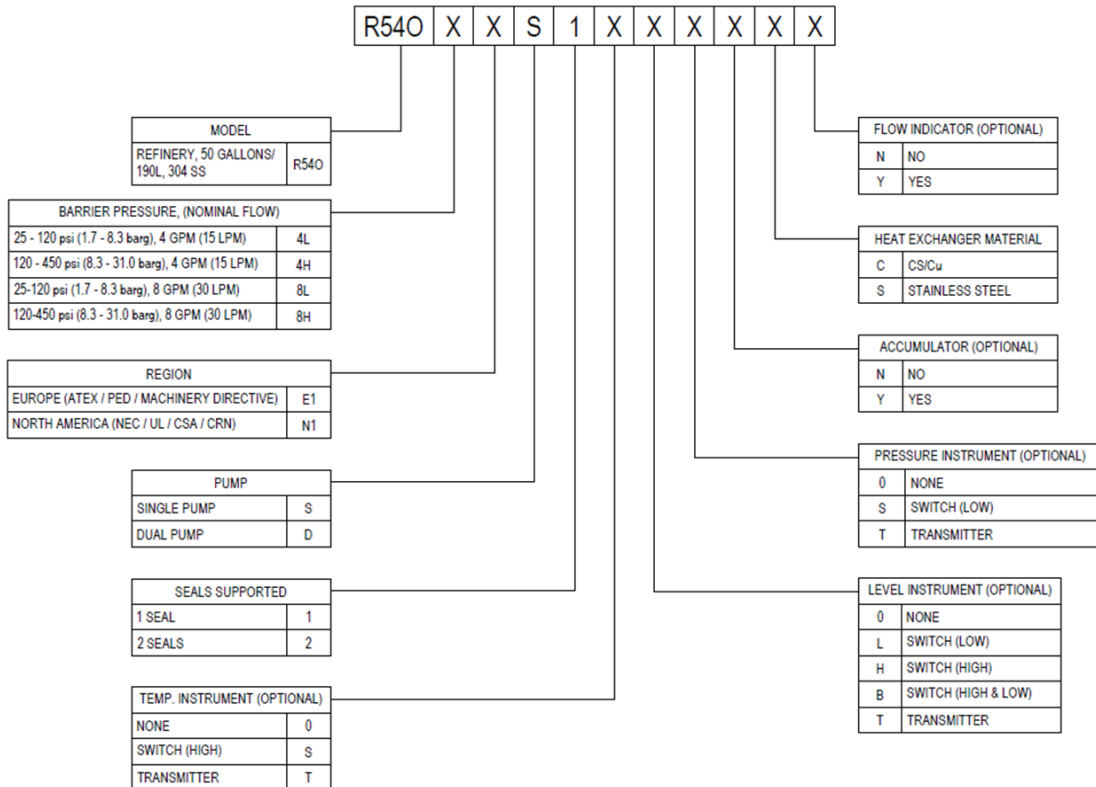 R54O X X S 1 X X X X X X
MODEL
REFINERY, 50 GALLONS/
190L, 304 SS R54O
BARRIER PRESSURE, (NOMINAL FLOW)
25 - 120 psi (1.7 - 8.3 barg), 4 GPM (15 LPM) 4L
120 - 450 psi (8.3 - 31.0 barg), 4 GPM (15 LPM) 4H
25-120 psi (1.7 - 8.3 barg), 8 GPM (30 LPM) 8L
120-450 psi (8.3 - 31.0 barg), 8 GPM (30 LPM) 8H
REGION
EUROPE (ATEX / PED / MACHINERY DIRECTIVE) E1
NORTH AMERICA (NEC / UL / CSA / CRN) N1
PUMP
SINGLE PUMP S
DUAL PUMP D
SEALS SUPPORTED
1 SEAL 1
2 SEALS 2
TEMP. INSTRUMENT (OPTIONAL)
NONE 0
SWITCH (HIGH) S
TRANSMITTER T
FLOW INDICATOR (OPTIONAL)
N NO
Y YES
HEAT EXCHANGER MATERIAL
C CS/Cu
S STAINLESS STEEL
ACCUMULATOR (OPTIONAL)
N NO
Y YES
PRESSURE INSTRUMENT (OPTIONAL)
0 NONE
S SWITCH (LOW)
T TRANSMITTER
LEVEL INSTRUMENT (OPTIONAL)
0 NONE
L SWITCH (LOW)
H SWITCH (HIGH)
B SWITCH (HIGH & LOW)
T TRANSMITTER